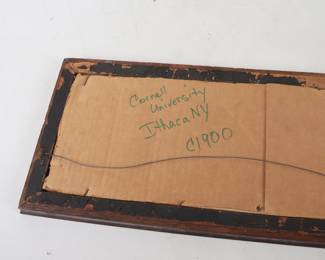 Cornell
University
Ithaca NY
C1900